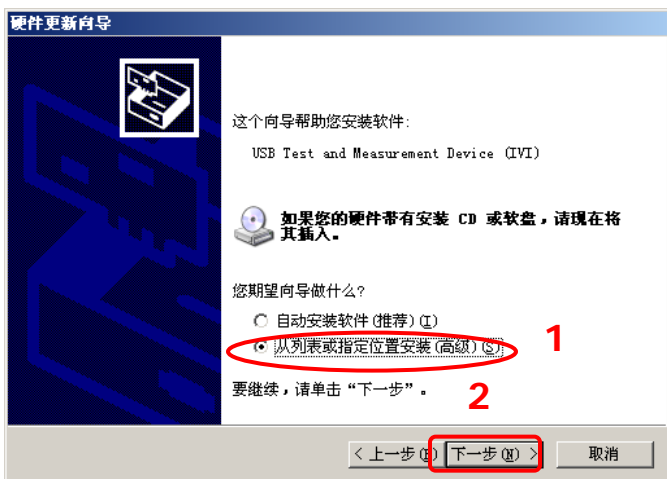 硬件更新向导
这个向导帮助您安装软件:
USB Test and Measurement Device (IVI)
如果您的硬件带有安装 CD 或软盘，请现在将
其插入。
您期望向导做什么?
自动安装软件(推荐)(I)
从列表或指定位置安装(高级)(S)
1
要继续，请单击“下一步”。
2
< 上一步(B)
下一步(N) >
取消